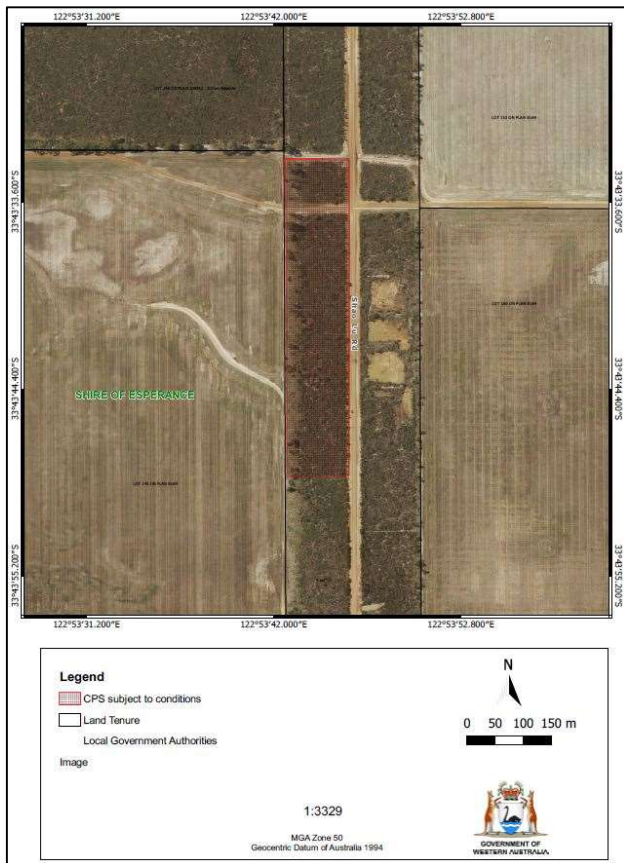 122°53'31.200"E
122°53'42.000"E
122°53'52.800"E
33°43'33.600"S
33°43'33.600"S
33°43'44.400"S
33°43'44.400"S
SHIRE OF ESPERANCE
33°43'55.200"S
33°43'55.200"S
122°53'31.200"E
122°53'42.000"E
122°53'52.800"E
Legend
CPS subject to conditions
Land Tenure
Local Government Authorities
Image
N
0 50 100 150 m
1:3329
MGA Zone 50
Geocentric Datum of Australia 1994
GOVERNMENT OF
WESTERN AUSTRALIA